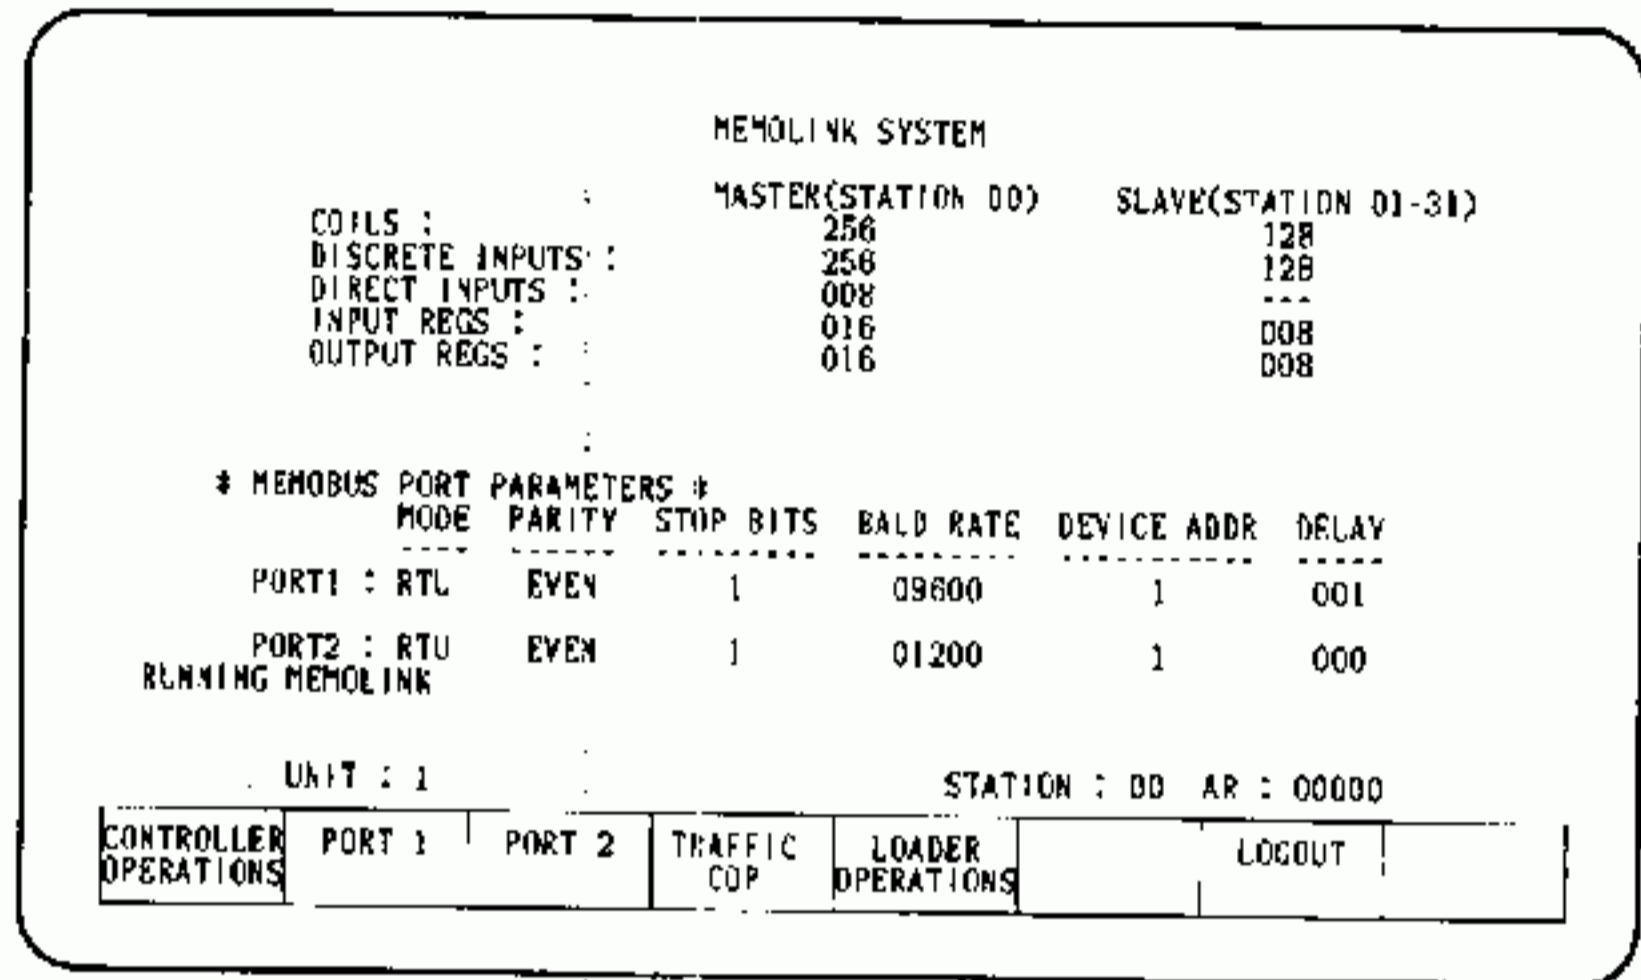 MEMOLINK SYSTEM
MASTER(STATION 00) SLAVE(STATION 01-31)
COILS : 256 128
DISCRETE INPUTS : 256 128
DIRECT INPUTS : 008 ---
INPUT REGS : 016 008
OUTPUT REGS : 016 008
* MEMOBUS PORT PARAMETERS *
MODE PARITY STOP BITS BAUD RATE DEVICE ADDR DELAY
---- ------ --------- --------- ----------- -----
PORT1 : RTU EVEN 1 09600 1 001
PORT2 : RTU EVEN 1 01200 1 000
RUNNING MEMOLINK
UNIT : 1 STATION : 00 AR : 00000
CONTROLLER OPERATIONS PORT 1 PORT 2 TRAFFIC COP LOADER OPERATIONS LOGOUT